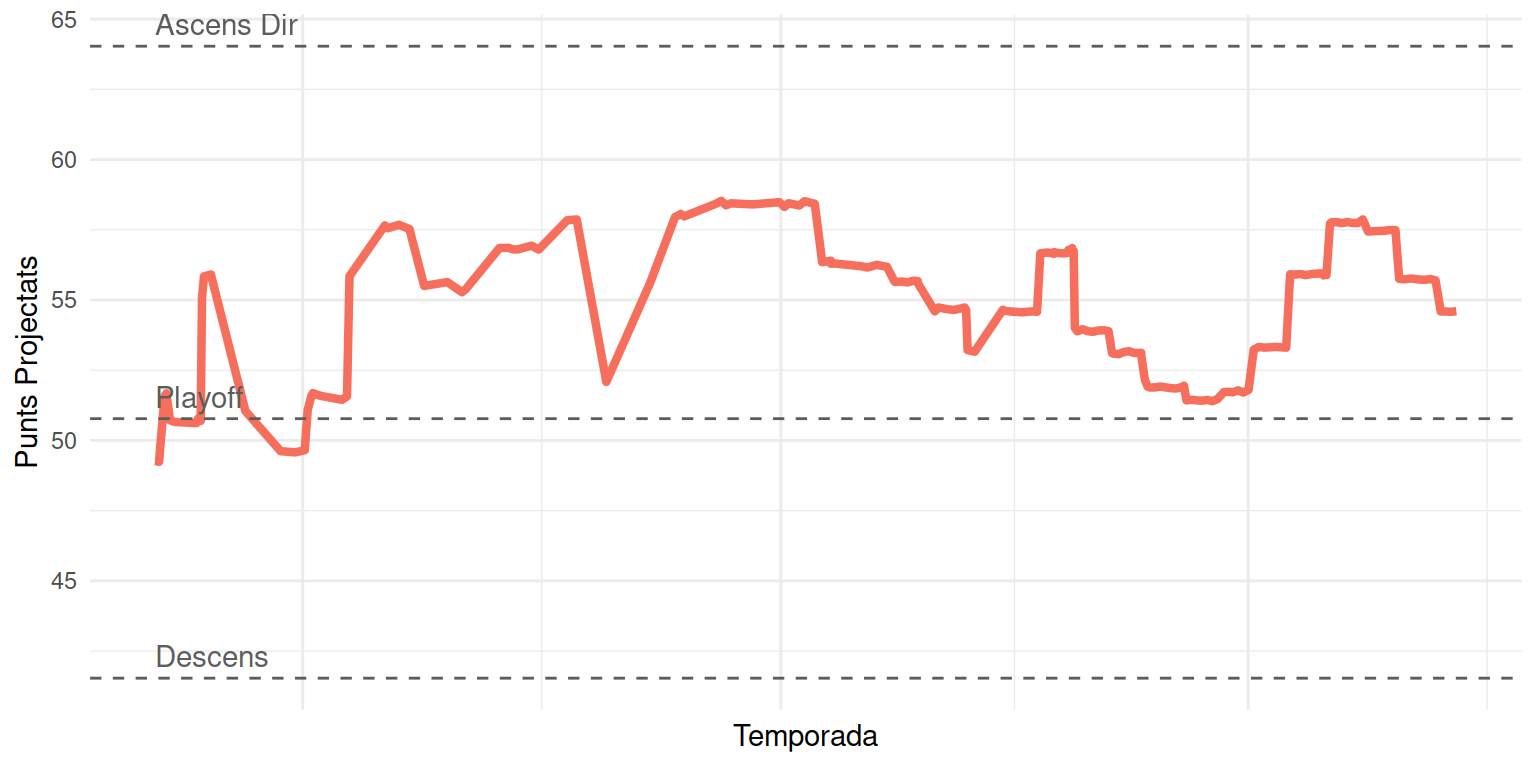 65
Ascens Dir
60
55
Playoff
50
45
Descens
Punts Projectats
Temporada